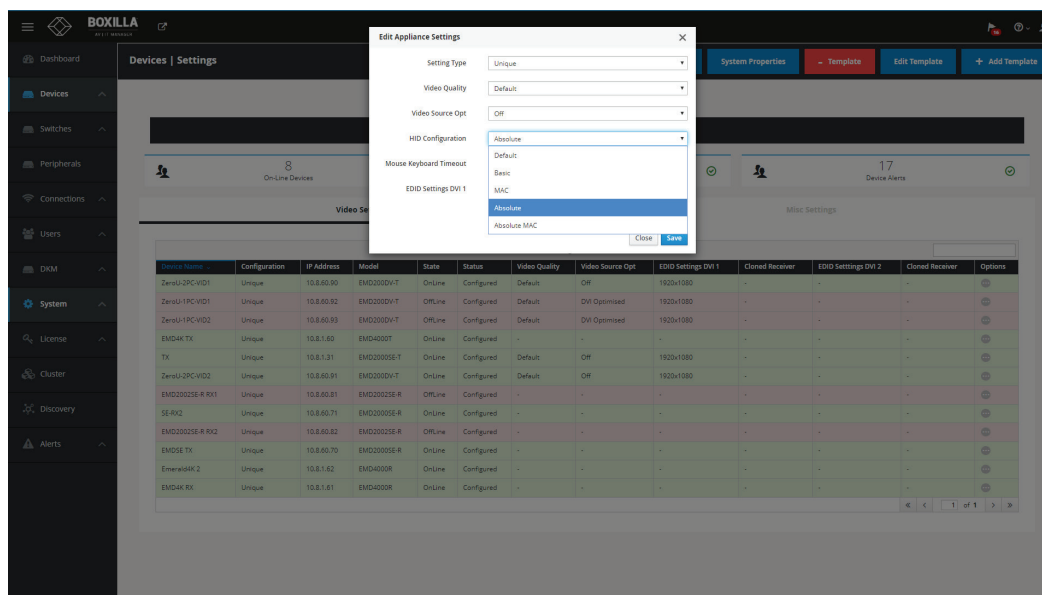 BOXILLA
AV/IT MANAGER
16
Dashboard
Devices
Switches
Peripherals
Connections
Users
DKM
System
License
Cluster
Discovery
Alerts
Devices | Settings
System Properties
Template
Edit Template
+ Add Template
Edit Appliance Settings
Setting Type Unique
Video Quality Default
Video Source Opt Off
HID Configuration Absolute
Mouse Keyboard Timeout
EDID Settings DVI 1
Default
Basic
MAC
Absolute
Absolute MAC
Close Save
8
On-Line Devices
17
Device Alerts
Video Se
Misc Settings
Device Name Configuration IP Address Model State Status Video Quality Video Source Opt EDID Settings DVI 1 Cloned Receiver EDID Setttings DVI 2 Cloned Receiver Options
ZeroU-2PC-VID1 Unique 10.8.60.90 EMD200DV-T OnLine Configured Default Off 1920x1080 - - -
ZeroU-1PC-VID1 Unique 10.8.60.92 EMD200DV-T OffLine Configured Default DVI Optimised 1920x1080 - - -
ZeroU-1PC-VID2 Unique 10.8.60.93 EMD200DV-T OffLine Configured Default DVI Optimised 1920x1080 - - -
EMD4K TX Unique 10.8.1.60 EMD4000T OnLine Configured - - - - - -
TX Unique 10.8.1.31 EMD2000SE-T OnLine Configured Default Off 1920x1080 - - -
ZeroU-2PC-VID2 Unique 10.8.60.91 EMD200DV-T OnLine Configured Default Off 1920x1080 - - -
EMD2002SE-R RX1 Unique 10.8.60.81 EMD2002SE-R OffLine Configured - - - - - -
SE-RX2 Unique 10.8.60.71 EMD2000SE-R OnLine Configured - - - - - -
EMD2002SE-R RX2 Unique 10.8.60.82 EMD2002SE-R OffLine Configured - - - - - -
EMDSE TX Unique 10.8.60.70 EMD2000SE-R OnLine Configured - - - - - -
Emerald4K 2 Unique 10.8.1.62 EMD4000R OnLine Configured - - - - - -
EMD4K RX Unique 10.8.1.61 EMD4000R OnLine Configured - - - - - -
1 of 1